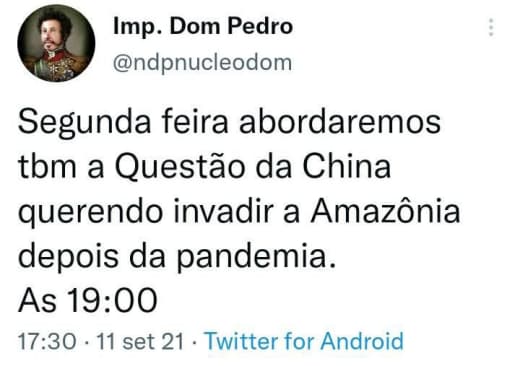 Imp. Dom Pedro
@ndpnucleodom
Segunda feira abordaremos
tbm a Questão da China
querendo invadir a Amazônia
depois da pandemia.
As 19:00
17:30 · 11 set 21 · Twitter for Android